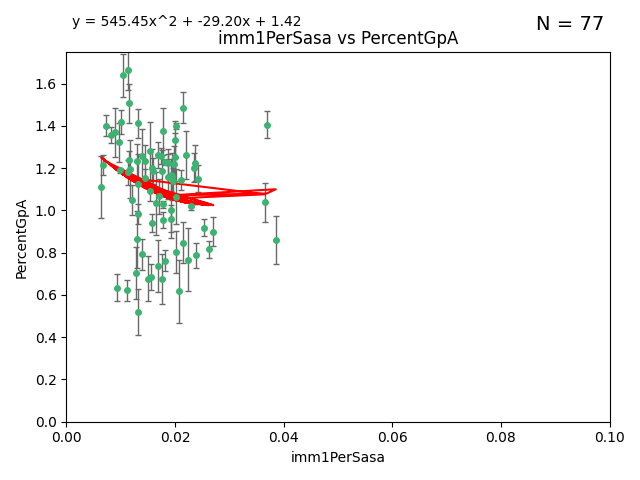 y = 545.45x^2 + -29.20x + 1.42
N = 77
imm1PerSasa vs PercentGpA
1.6
1.4
1.2
1.0
0.8
0.6
0.4
0.2
0.0
PercentGpA
0.00 0.02 0.04 0.06 0.08 0.10
imm1PerSasa